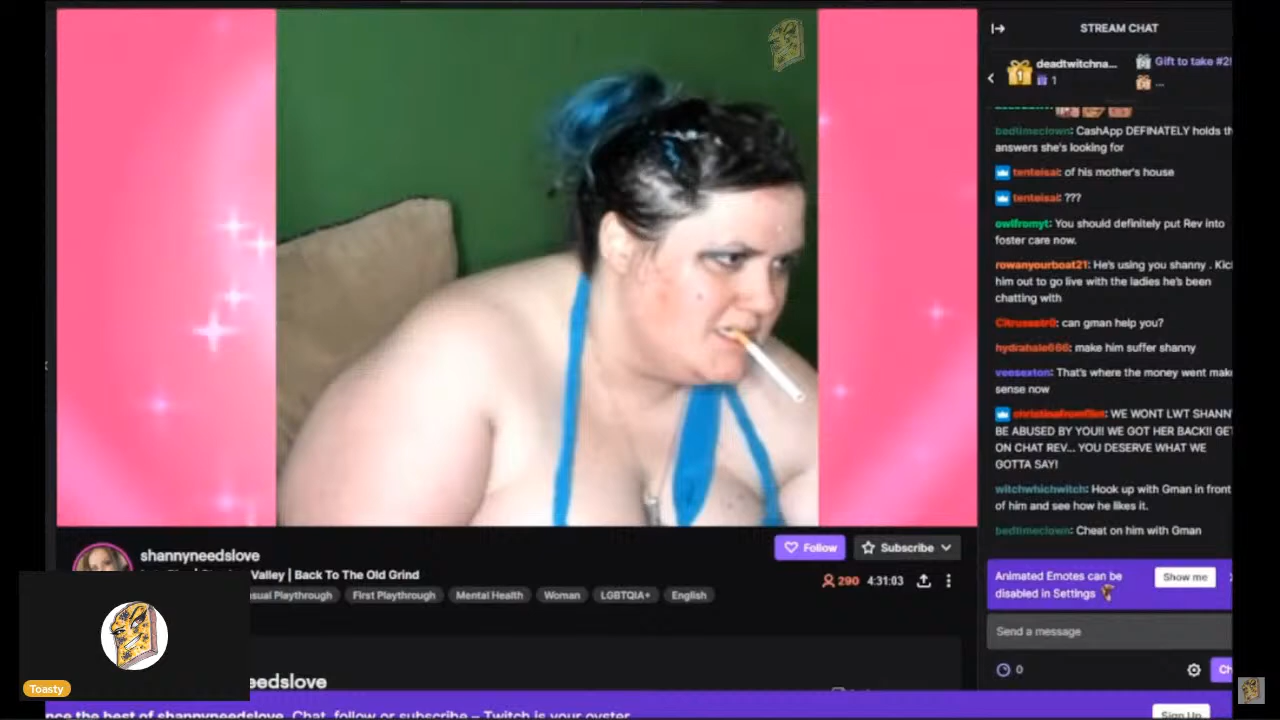 STREAM CHAT
deadtwitchna...
1
Gift to take #2!
...
bedtimeclown: CashApp DEFINATELY holds th
answers she's looking for
tenteisai: of his mother's house
tenteisai: ???
owlfromyt: You should definitely put Rev into
foster care now.
rowanyourboat21: He's using you shanny . Kic
him out to go live with the ladies he's been
chatting with
can gman help you?
hydrahale666: make him suffer shanny
veesexton: That's where the money went mak
sense now
WE WONT LWT SHANN
BE ABUSED BY YOU!! WE GOT HER BACK!! GE
ON CHAT REV... YOU DESERVE WHAT WE
GOTTA SAY!
witchwhichwitch: Hook up with Gman in front
of him and see how he likes it.
bedtimeclown: Cheat on him with Gman
Animated Emotes can be
disabled in Settings
Show me
Send a message
0
Ch
shannyneedslove
Follow
Subscribe
Valley | Back To The Old Grind
290
4:31:03
sual Playthrough
First Playthrough
Mental Health
Woman
LGBTQIA+
English
Toasty
eedslove
nce the best of shannyneedslove. Chat, follow or subscribe – Twitch is your oyster
Sign Up